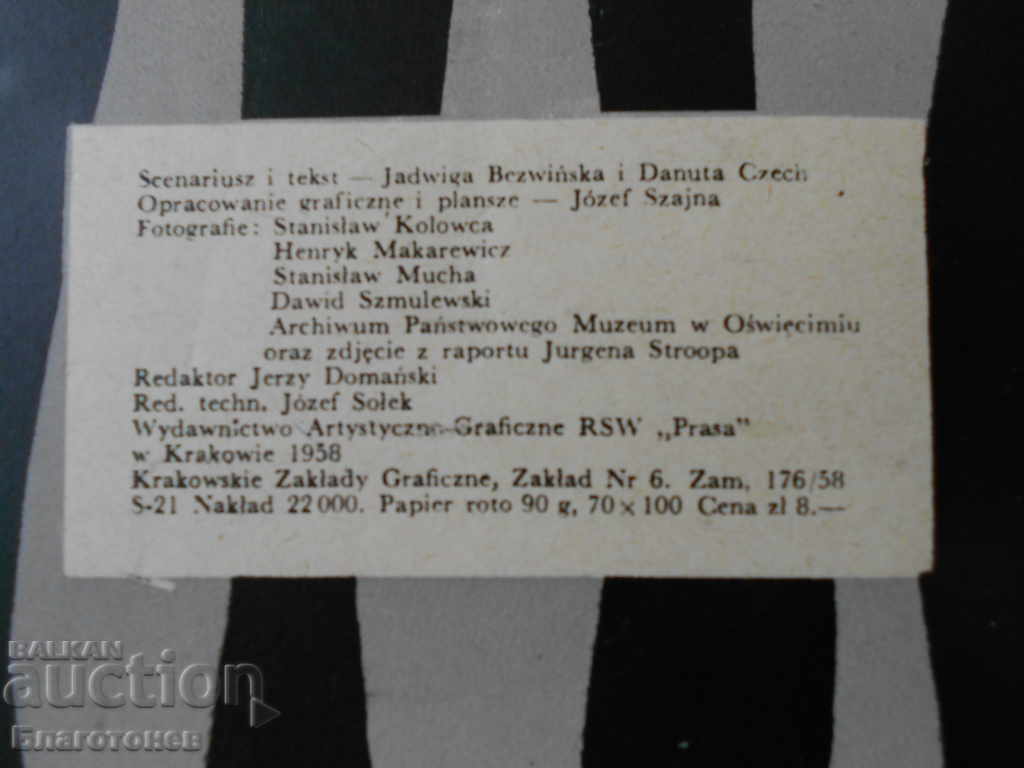 Scenariusz i tekst — Jadwiga Bezwińska i Danuta Czech
Opracowanie graficzne i plansze — Józef Szajna
Fotografie: Stanisław Kolowca
Henryk Makarewicz
Stanisław Mucha
Dawid Szmulewski
Archiwum Państwowego Muzeum w Oświęcimiu
oraz zdjęcie z raportu Jurgena Stroopa
Redaktor Jerzy Domański
Red. techn. Józef Sołek
Wydawnictwo Artystyczno-Graficzne RSW „Prasa”
w Krakowie 1958
Krakowskie Zakłady Graficzne, Zakład Nr 6. Zam. 176/58
S-21 Nakład 22 000. Papier roto 90 g, 70 × 100 Cena zł 8.—
BALKAN
auction
Благотонев